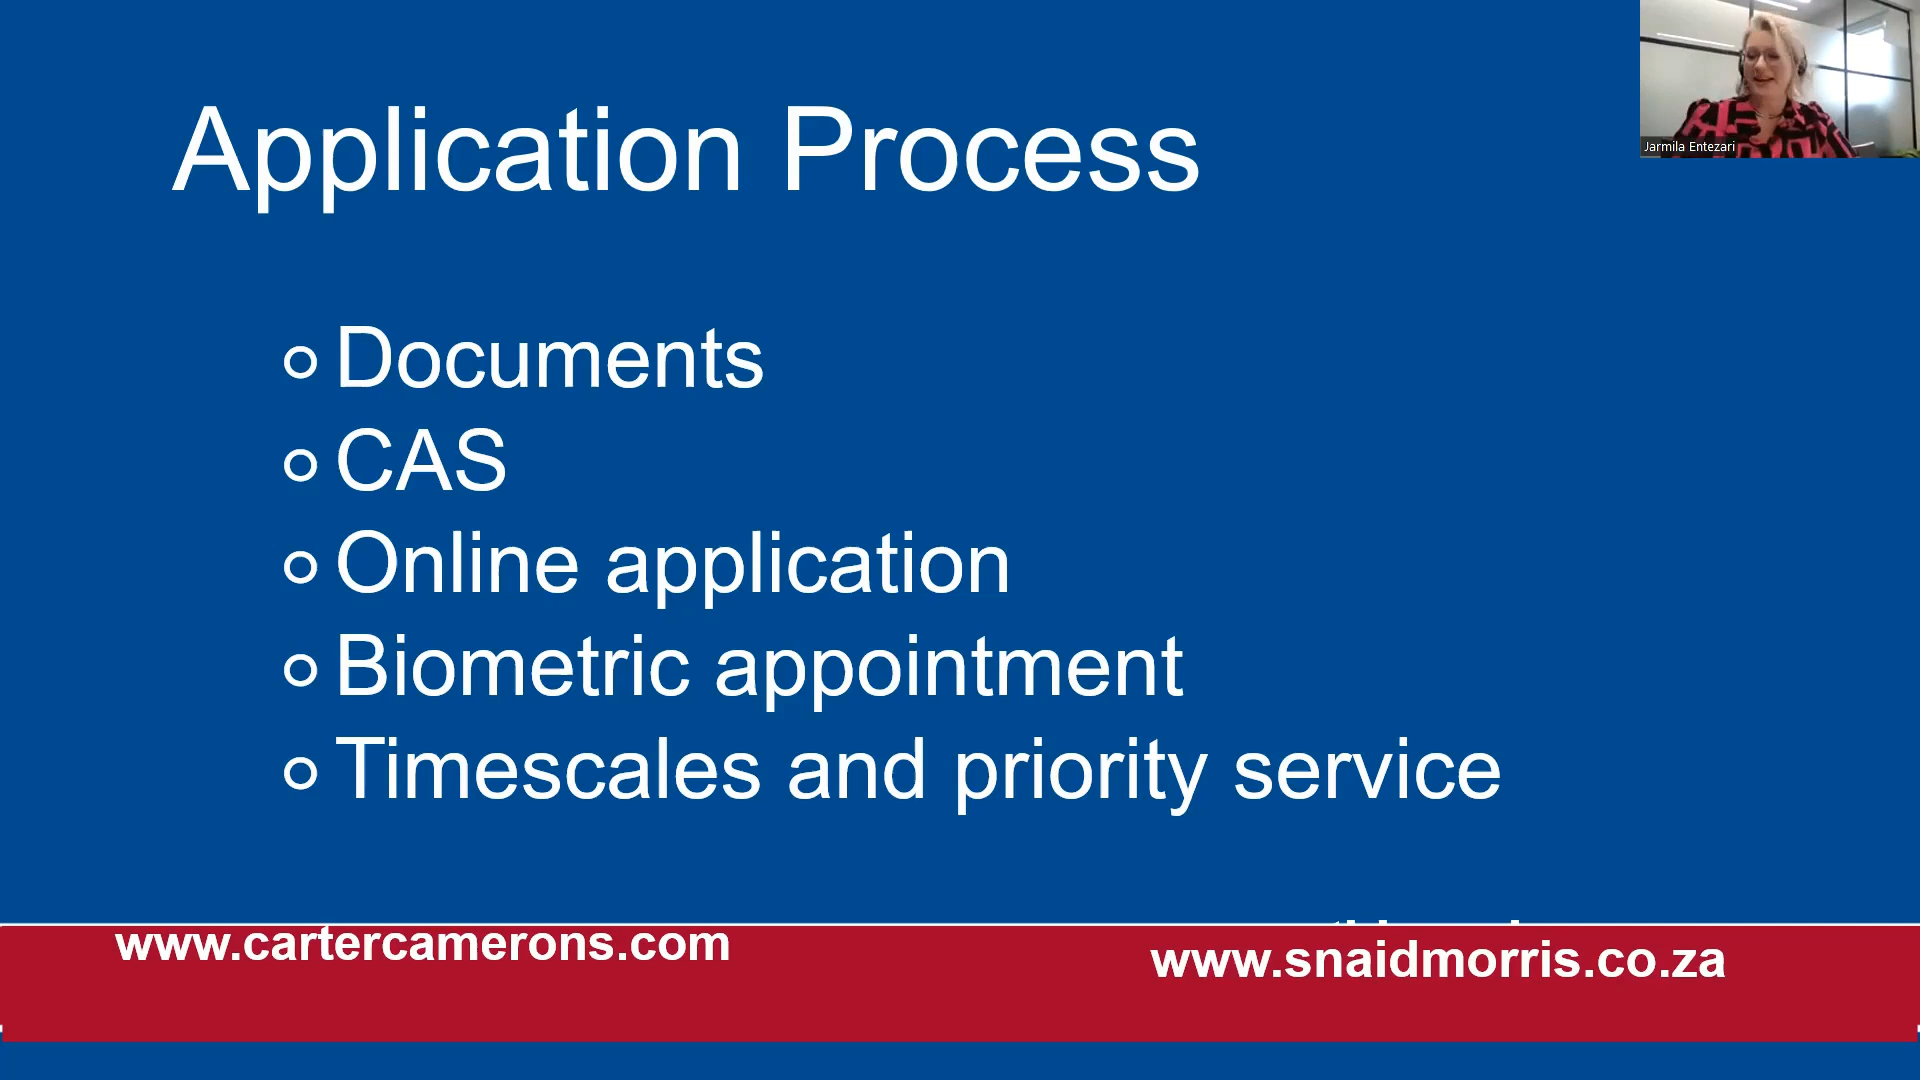 Application Process
Documents
CAS
Online application
Biometric appointment
Timescales and priority service
www.cartercamerons.com
www.snaidmorris.co.za
Jarmila Entezari